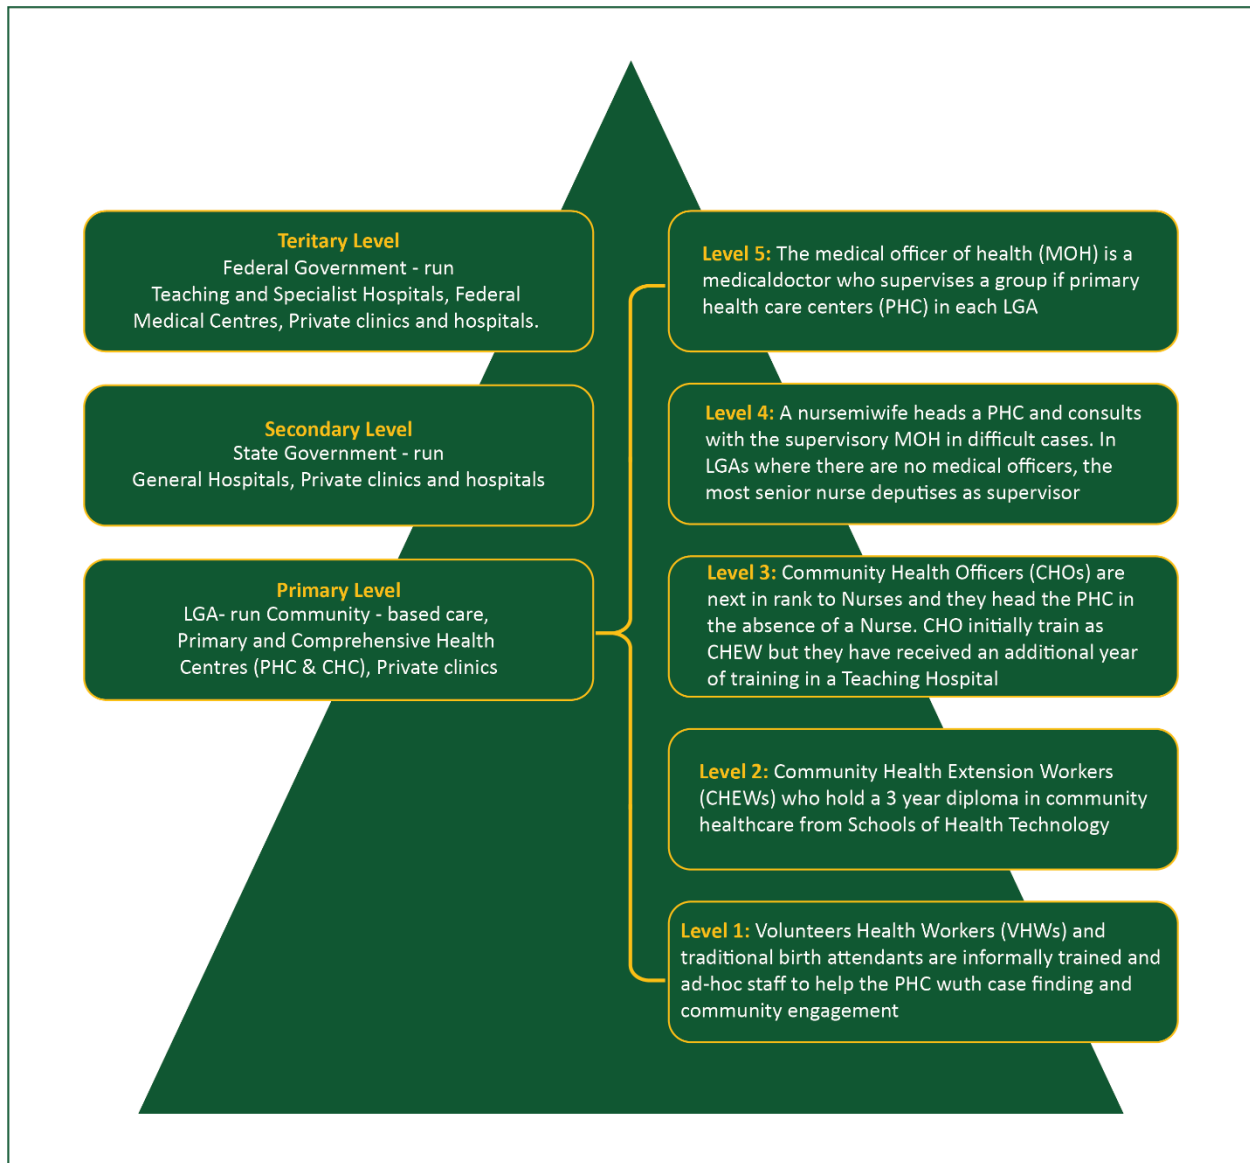 Teritary Level
Federal Government - run
Teaching and Specialist Hospitals, Federal
Medical Centres, Private clinics and hospitals.
Secondary Level
State Government - run
General Hospitals, Private clinics and hospitals
Primary Level
LGA- run Community - based care,
Primary and Comprehensive Health
Centres (PHC & CHC), Private clinics
Level 5: The medical officer of health (MOH) is a
medicaldoctor who supervises a group if primary
health care centers (PHC) in each LGA
Level 4: A nursemiwife heads a PHC and consults
with the supervisory MOH in difficult cases. In
LGAs where there are no medical officers, the
most senior nurse deputises as supervisor
Level 3: Community Health Officers (CHOs) are
next in rank to Nurses and they head the PHC in
the absence of a Nurse. CHO initially train as
CHEW but they have received an additional year
of training in a Teaching Hospital
Level 2: Community Health Extension Workers
(CHEWs) who hold a 3 year diploma in community
healthcare from Schools of Health Technology
Level 1: Volunteers Health Workers (VHWs) and
traditional birth attendants are informally trained and
ad-hoc staff to help the PHC wuth case finding and
community engagement